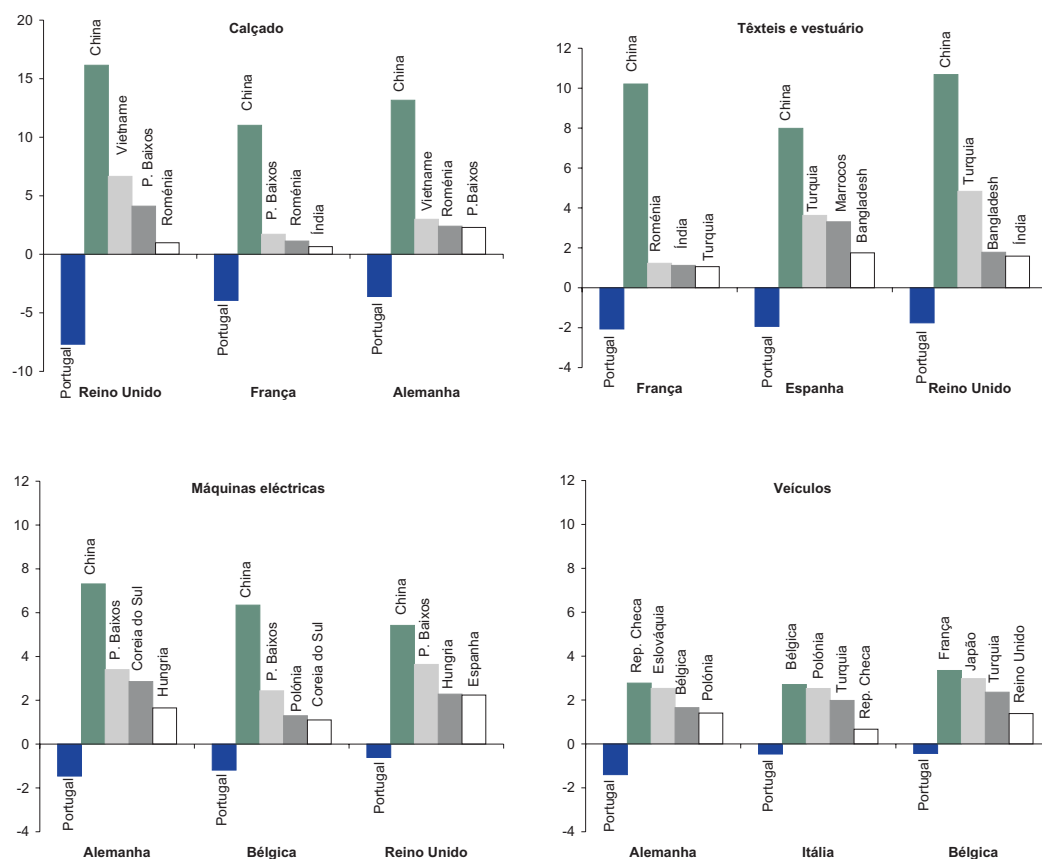 Calçado
20
15
10
5
0
-5
-10
China
Vietname
P. Baixos
Roménia
Portugal
Reino Unido
China
P. Baixos
Roménia
Índia
Portugal
França
China
Vietname
Roménia
P.Baixos
Portugal
Alemanha
Têxteis e vestuário
12
10
8
6
4
2
0
-2
-4
China
Roménia
Índia
Turquia
Portugal
França
China
Turquia
Marrocos
Bangladesh
Portugal
Espanha
China
Turquia
Bangladesh
Índia
Portugal
Reino Unido
Máquinas eléctricas
12
10
8
6
4
2
0
-2
-4
China
P. Baixos
Coreia do Sul
Hungria
Portugal
Alemanha
China
P. Baixos
Polónia
Coreia do Sul
Portugal
Bélgica
China
P. Baixos
Hungria
Espanha
Portugal
Reino Unido
Veículos
12
10
8
6
4
2
0
-2
-4
Rep. Checa
Eslováquia
Bélgica
Polónia
Portugal
Alemanha
Bélgica
Polónia
Turquia
Rep. Checa
Portugal
Itália
França
Japão
Turquia
Reino Unido
Portugal
Bélgica